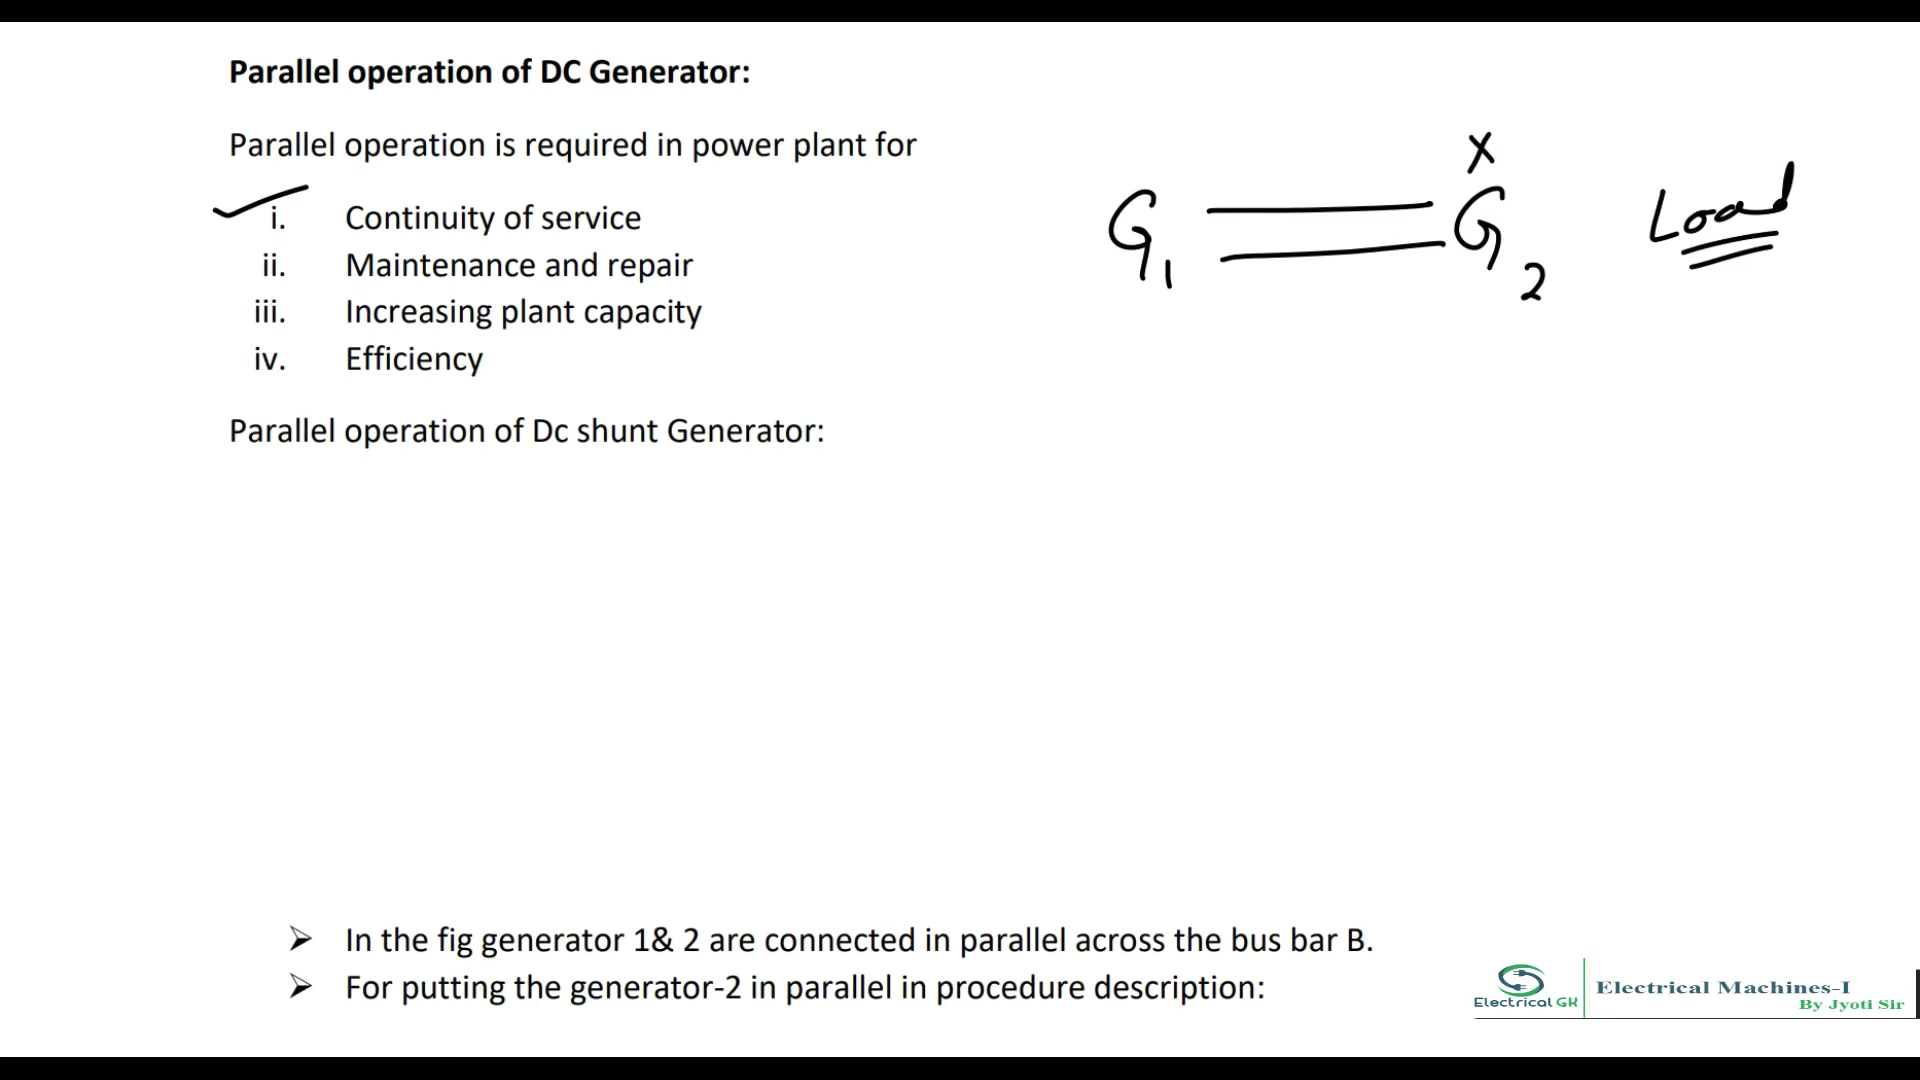 Parallel operation of DC Generator:
Parallel operation is required in power plant for
i. Continuity of service
ii. Maintenance and repair
iii. Increasing plant capacity
iv. Efficiency
G1 G2 X Load
Parallel operation of Dc shunt Generator:
➢ In the fig generator 1& 2 are connected in parallel across the bus bar B.
➢ For putting the generator-2 in parallel in procedure description:
Electrical GK
Electrical Machines-I
By Jyoti Sir